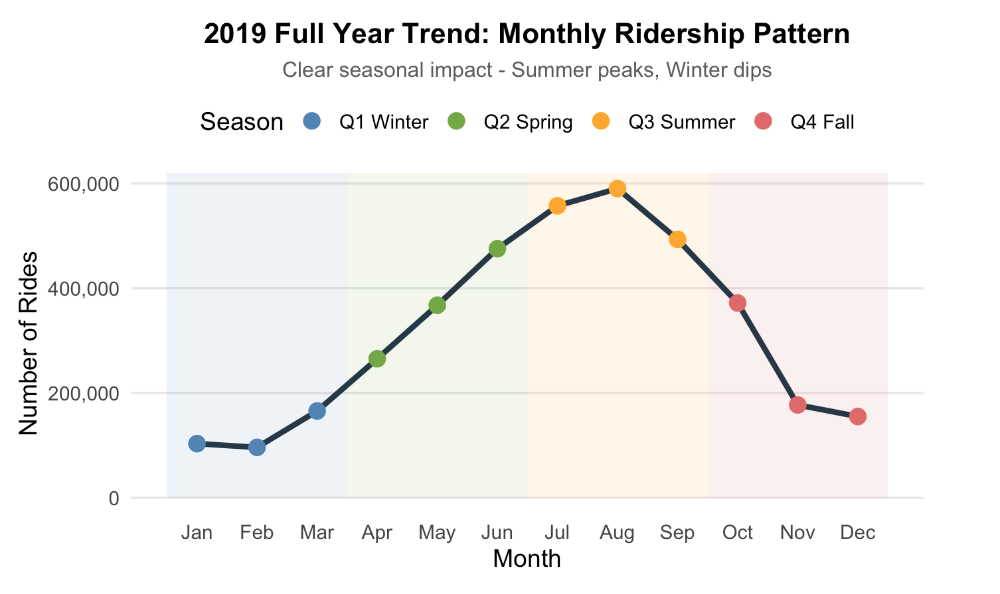 2019 Full Year Trend: Monthly Ridership Pattern
Clear seasonal impact - Summer peaks, Winter dips
Season Q1 Winter Q2 Spring Q3 Summer Q4 Fall
Number of Rides
600,000
400,000
200,000
0
Jan Feb Mar Apr May Jun Jul Aug Sep Oct Nov Dec
Month